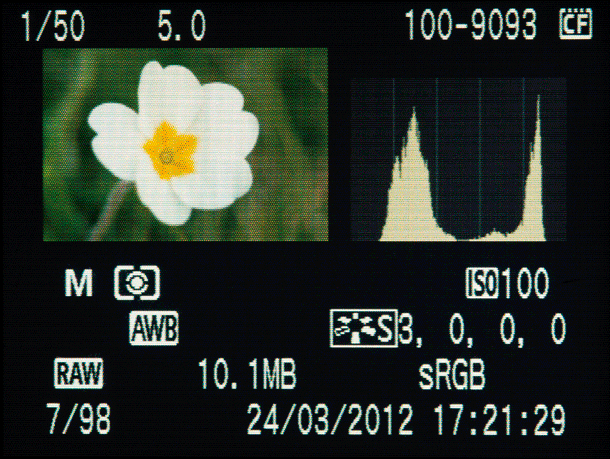 1/50 5.0 100-9093 CF
M ISO100
AWB S3, 0, 0, 0
RAW 10.1MB sRGB
7/98 24/03/2012 17:21:29